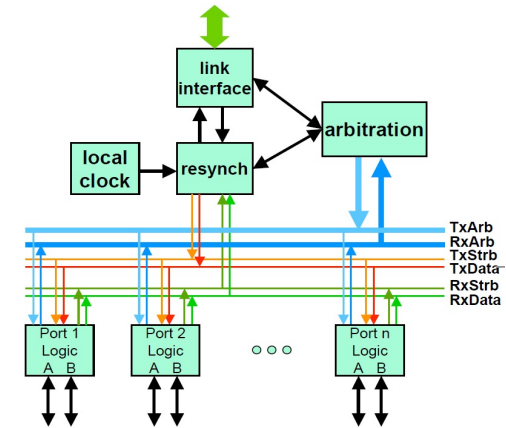 link
interface
arbitration
local
clock
resynch
TxArb
RxArb
TxStrb
TxData
RxStrb
RxData
Port 1
Logic
A B
Port 2
Logic
A B
Port n
Logic
A B